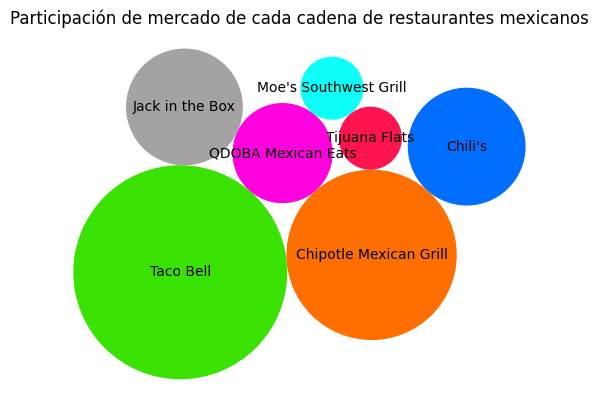 Participación de mercado de cada cadena de restaurantes mexicanos
Moe's Southwest Grill
Jack in the Box
Tijuana Flats
Chili's
QDOBA Mexican Eats
Chipotle Mexican Grill
Taco Bell